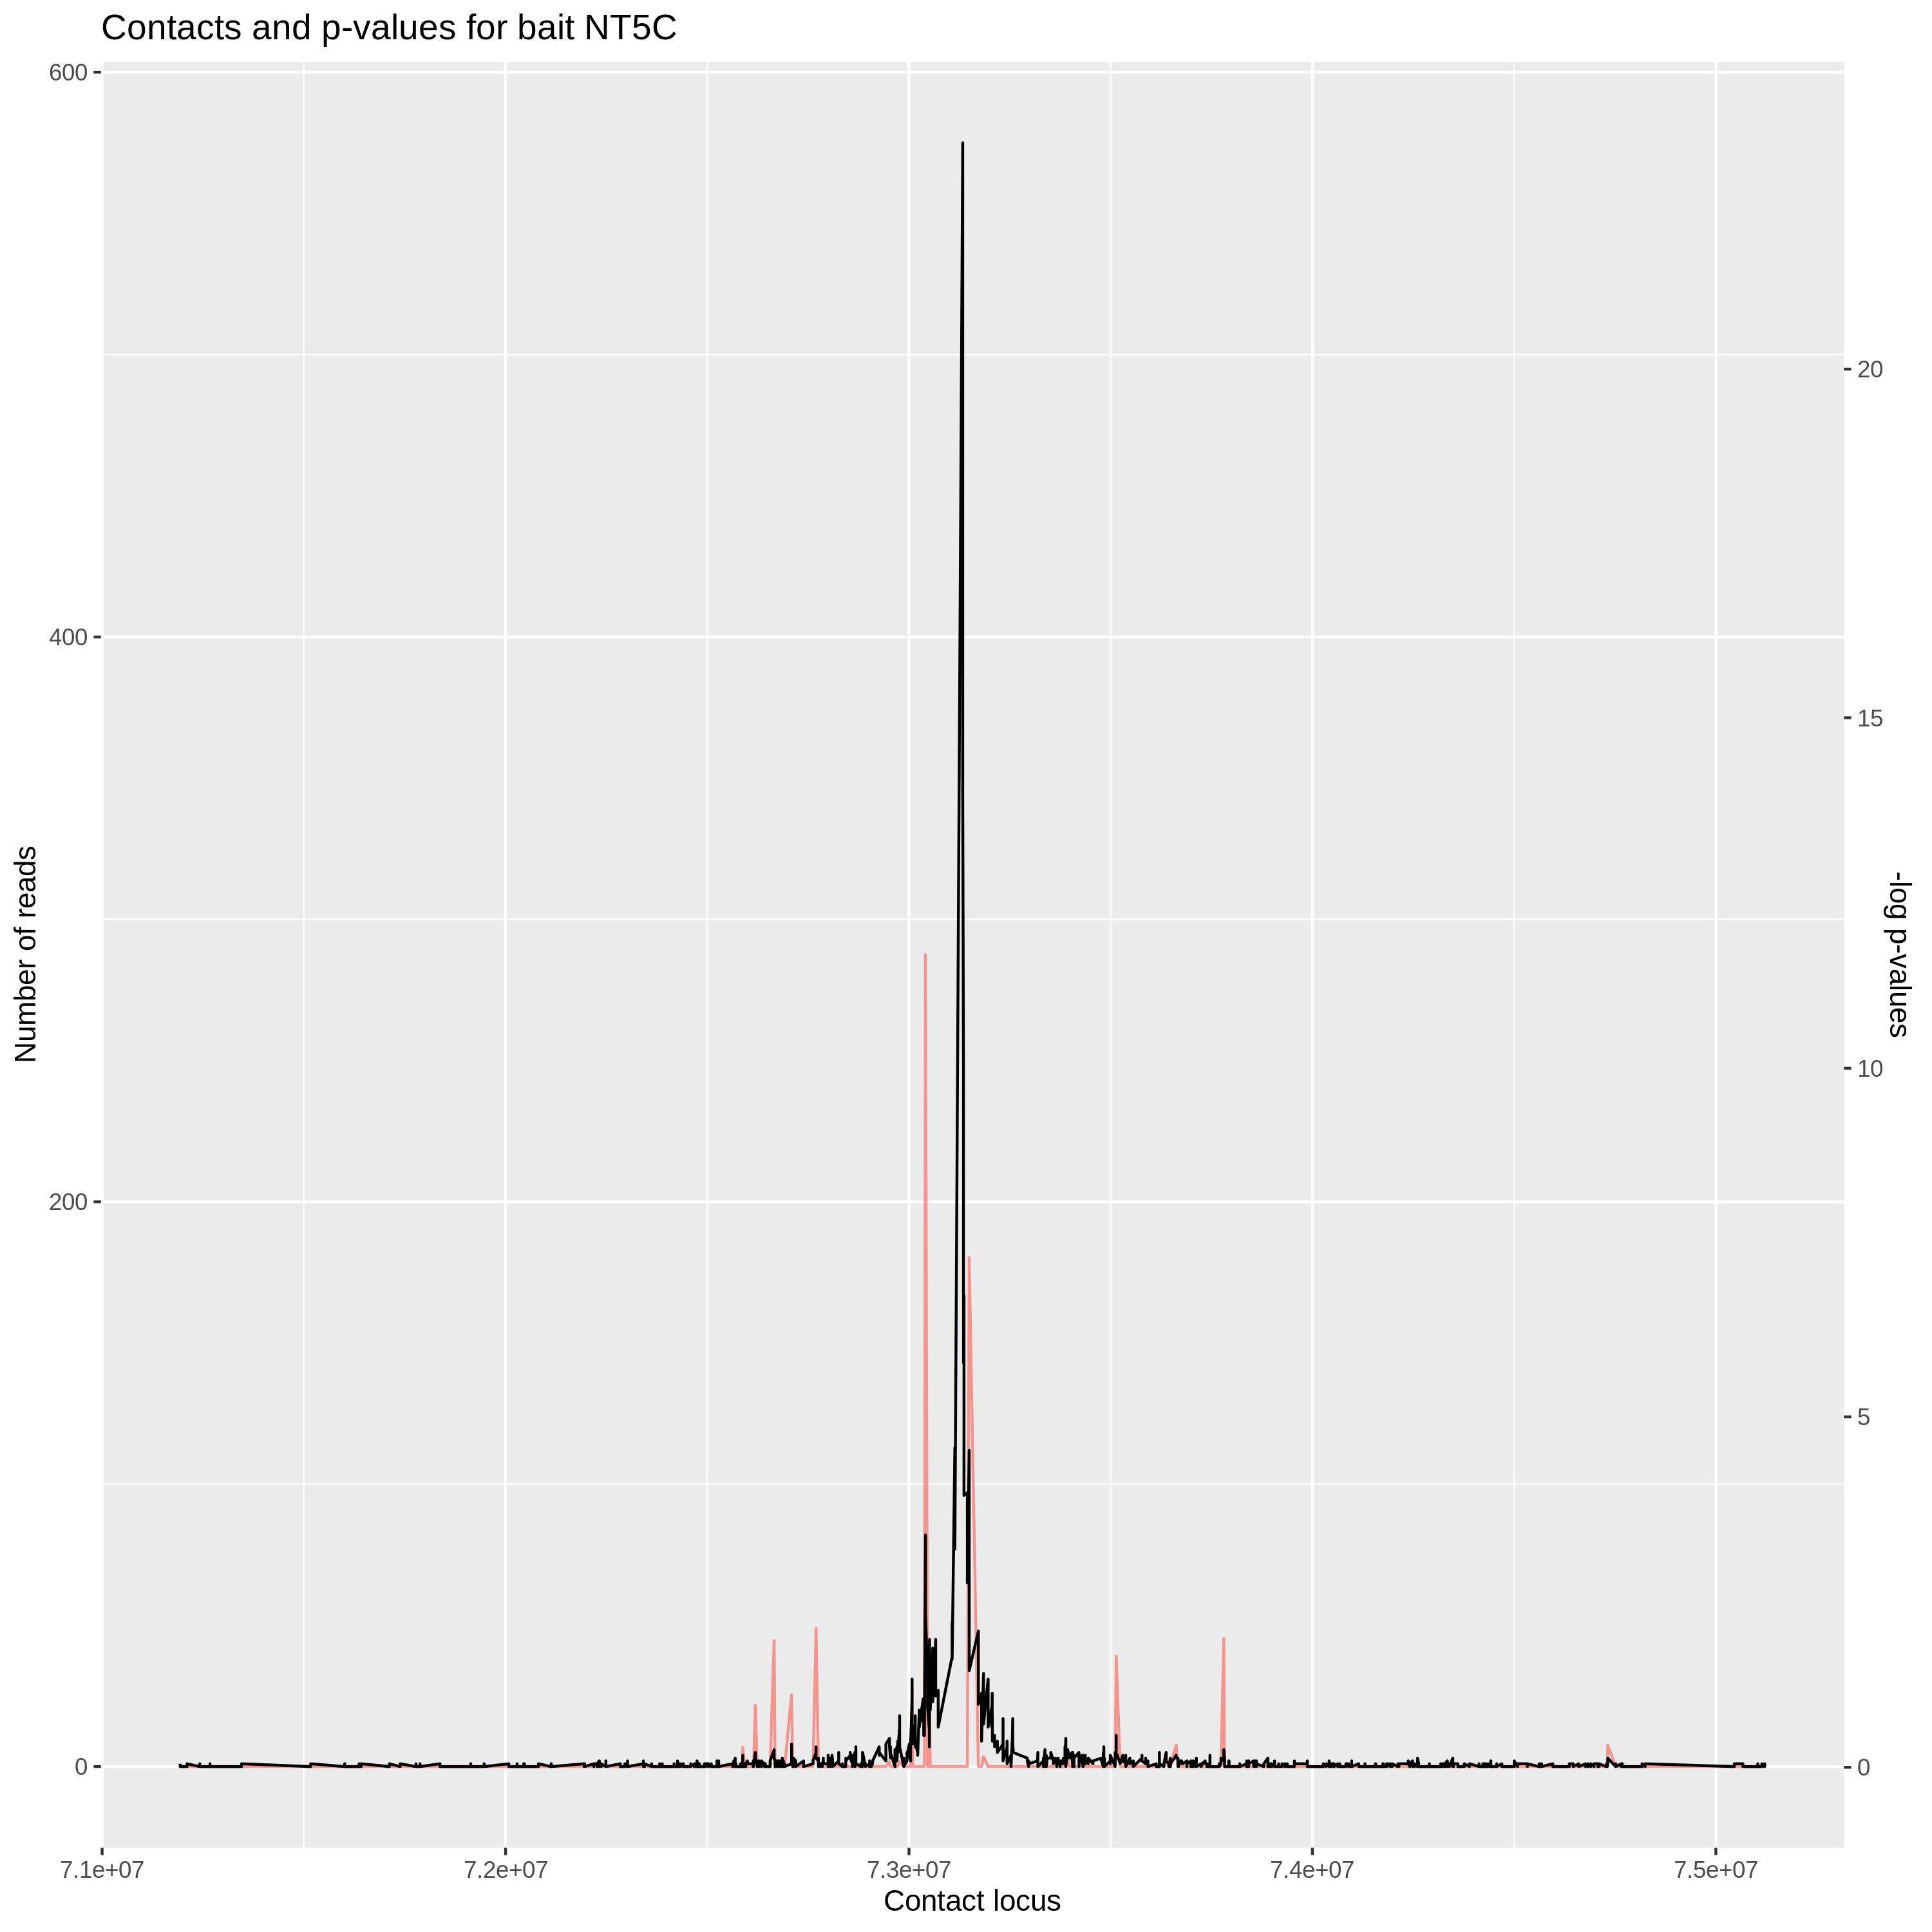 Contacts and p-values for bait NT5C
600
400
200
0
Number of reads
20
15
10
5
0
-log p-values
7.1e+07
7.2e+07
7.3e+07
7.4e+07
7.5e+07
Contact locus